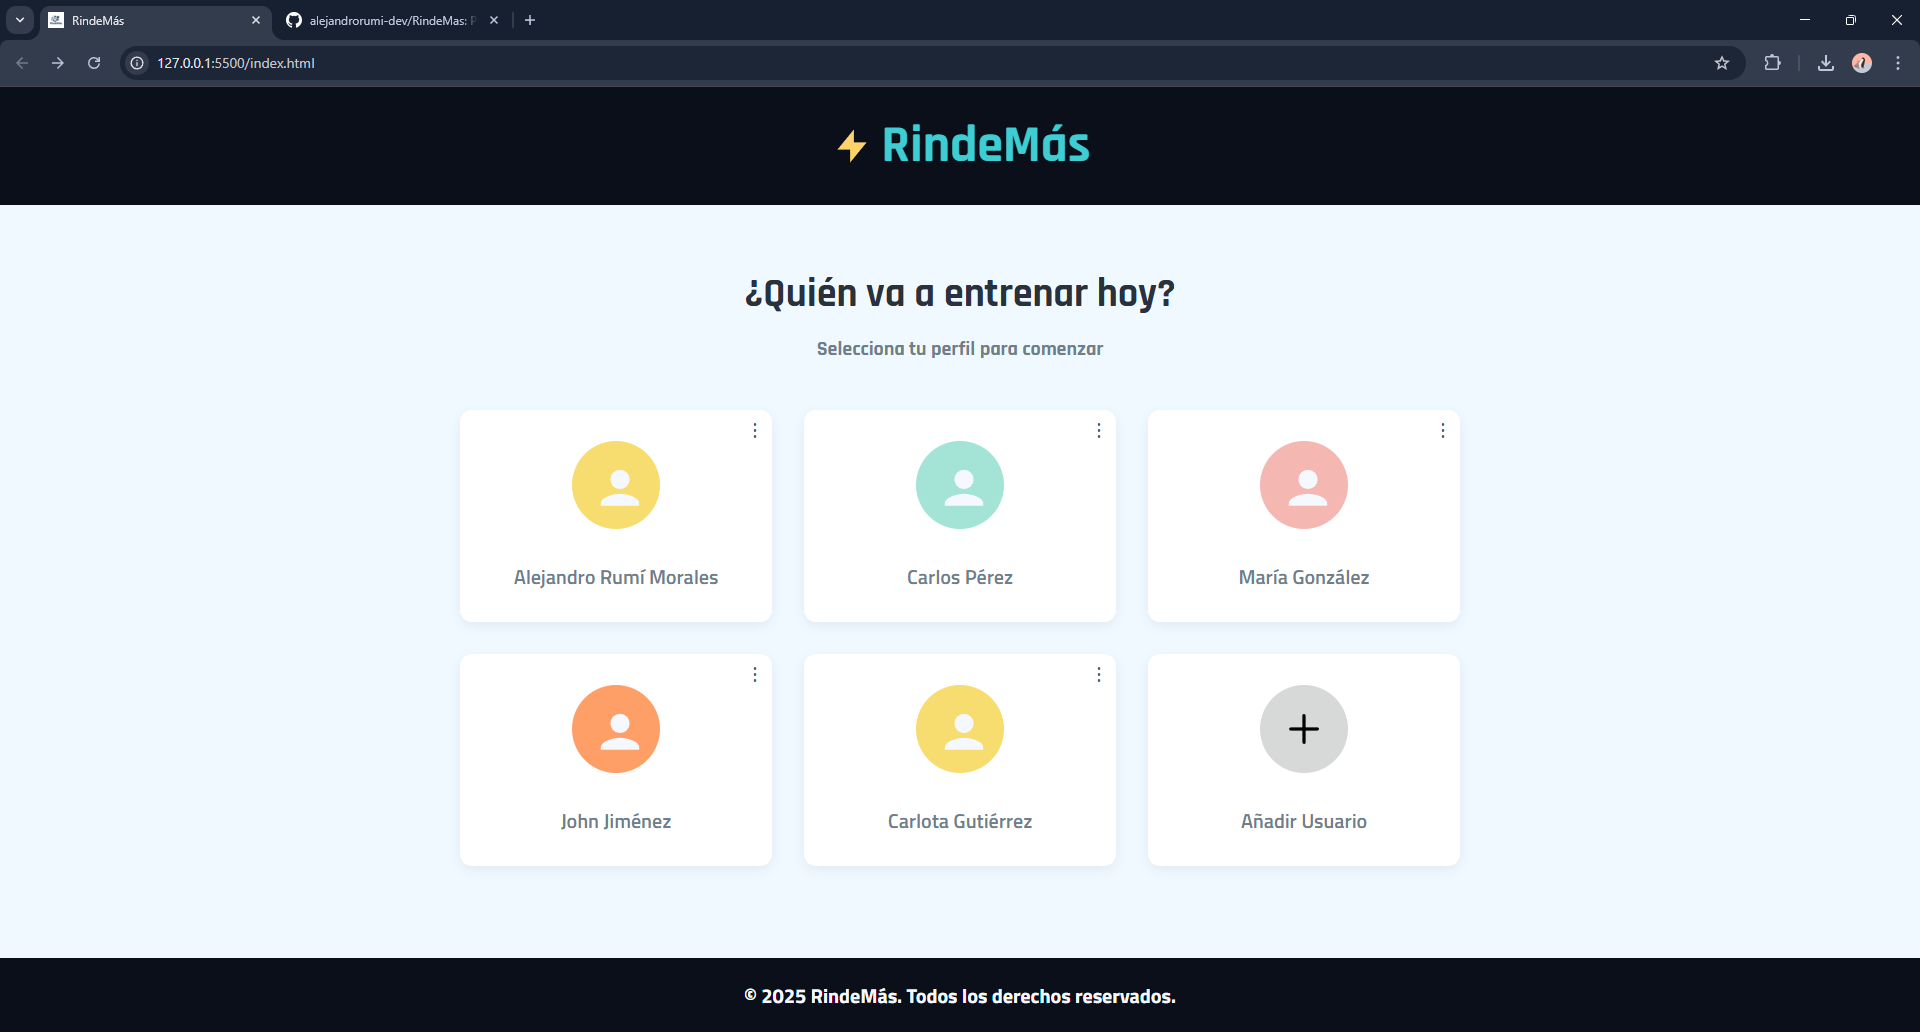 RindeMás
alejandrorumi-dev/RindeMas: P
127.0.0.1:5500/index.html
RindeMás
¿Quién va a entrenar hoy?
Selecciona tu perfil para comenzar
Alejandro Rumí Morales
Carlos Pérez
María González
John Jiménez
Carlota Gutiérrez
Añadir Usuario
© 2025 RindeMás. Todos los derechos reservados.